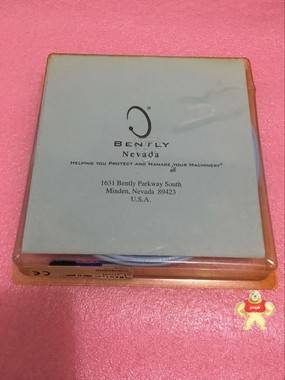 BENTLY
Nevada
HELPING YOU PROTECT AND MANAGE YOUR MACHINERY®
1631 Bently Parkway South
Minden, Nevada 89423
U.S.A.